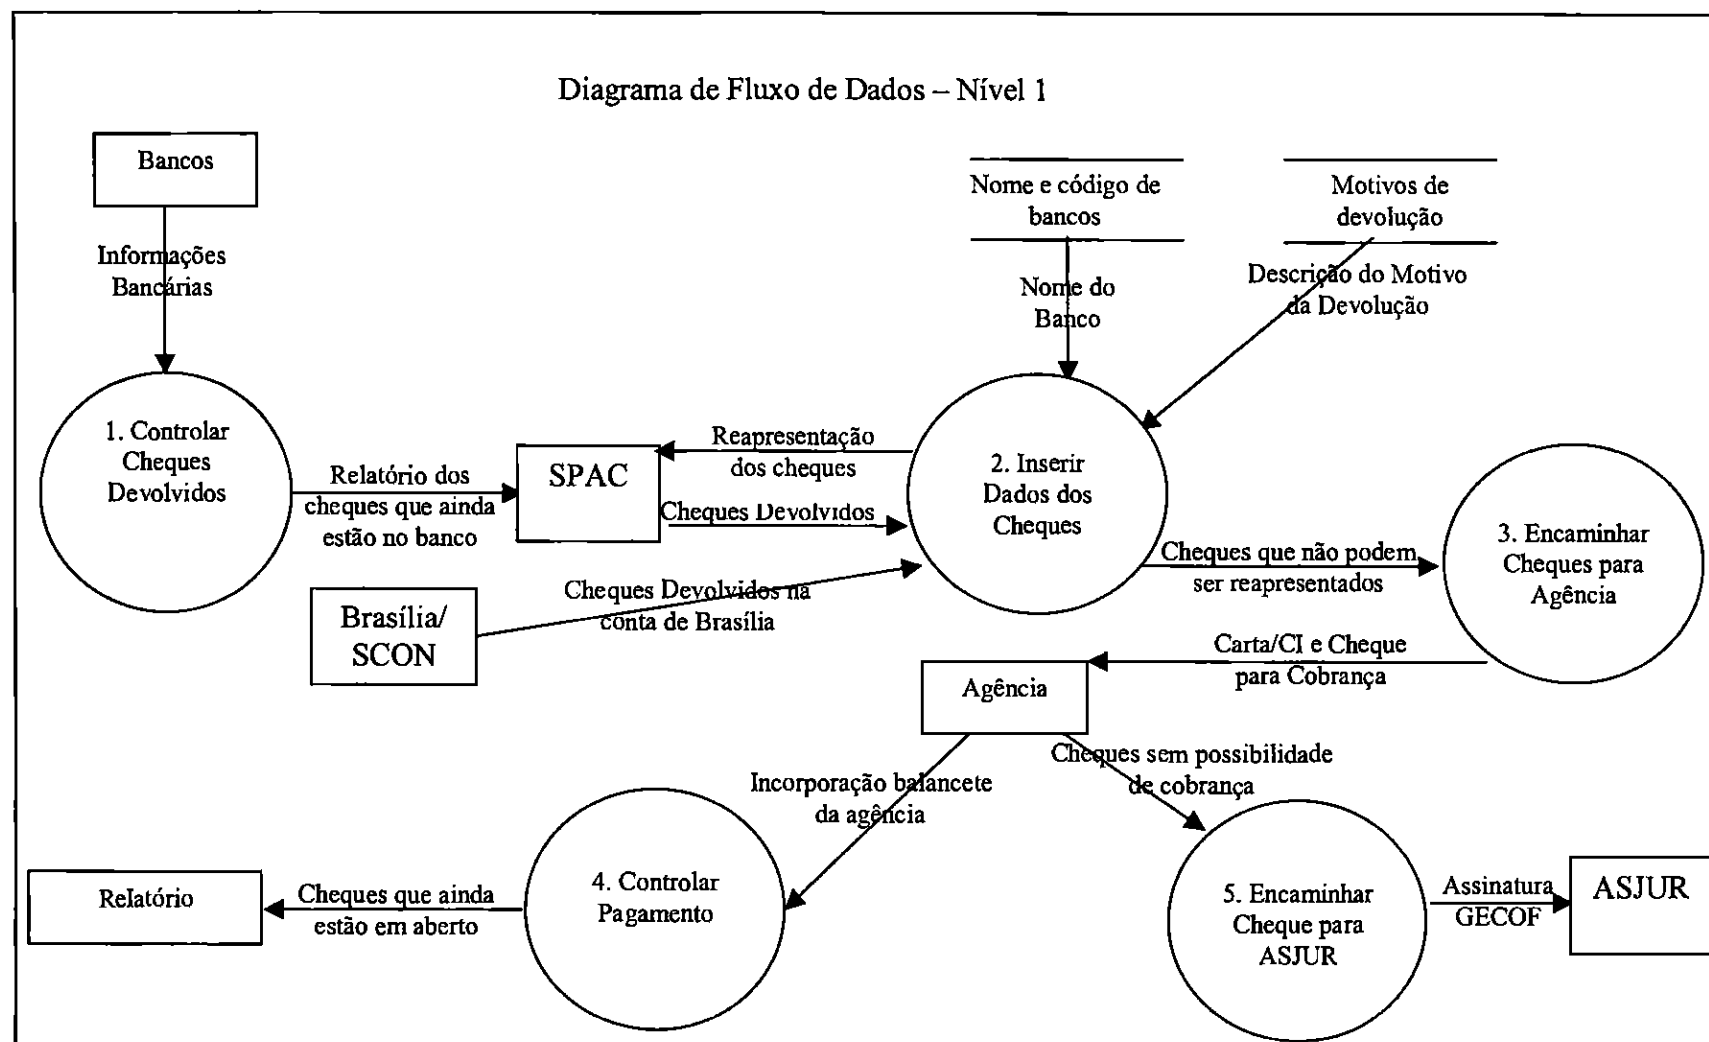 Diagrama de Fluxo de Dados – Nível 1
Bancos
Nome e código de
bancos
Motivos de
devolução
Informações
Bancárias
Nome do
Banco
Descrição do Motivo
da Devolução
1. Controlar
Cheques
Devolvidos
Relatório dos
cheques que ainda
estão no banco
SPAC
Reapresentação
dos cheques
Cheques Devolvidos
2. Inserir
Dados dos
Cheques
Cheques que não podem
ser reapresentados
3. Encaminhar
Cheques para
Agência
Brasília/
SCON
Cheques Devolvidos na
conta de Brasília
Carta/CI e Cheque
para Cobrança
Agência
Incorporação balancete
da agência
Cheques sem possibilidade
de cobrança
Relatório
Cheques que ainda
estão em aberto
4. Controlar
Pagamento
5. Encaminhar
Cheque para
ASJUR
Assinatura
GECOF
ASJUR